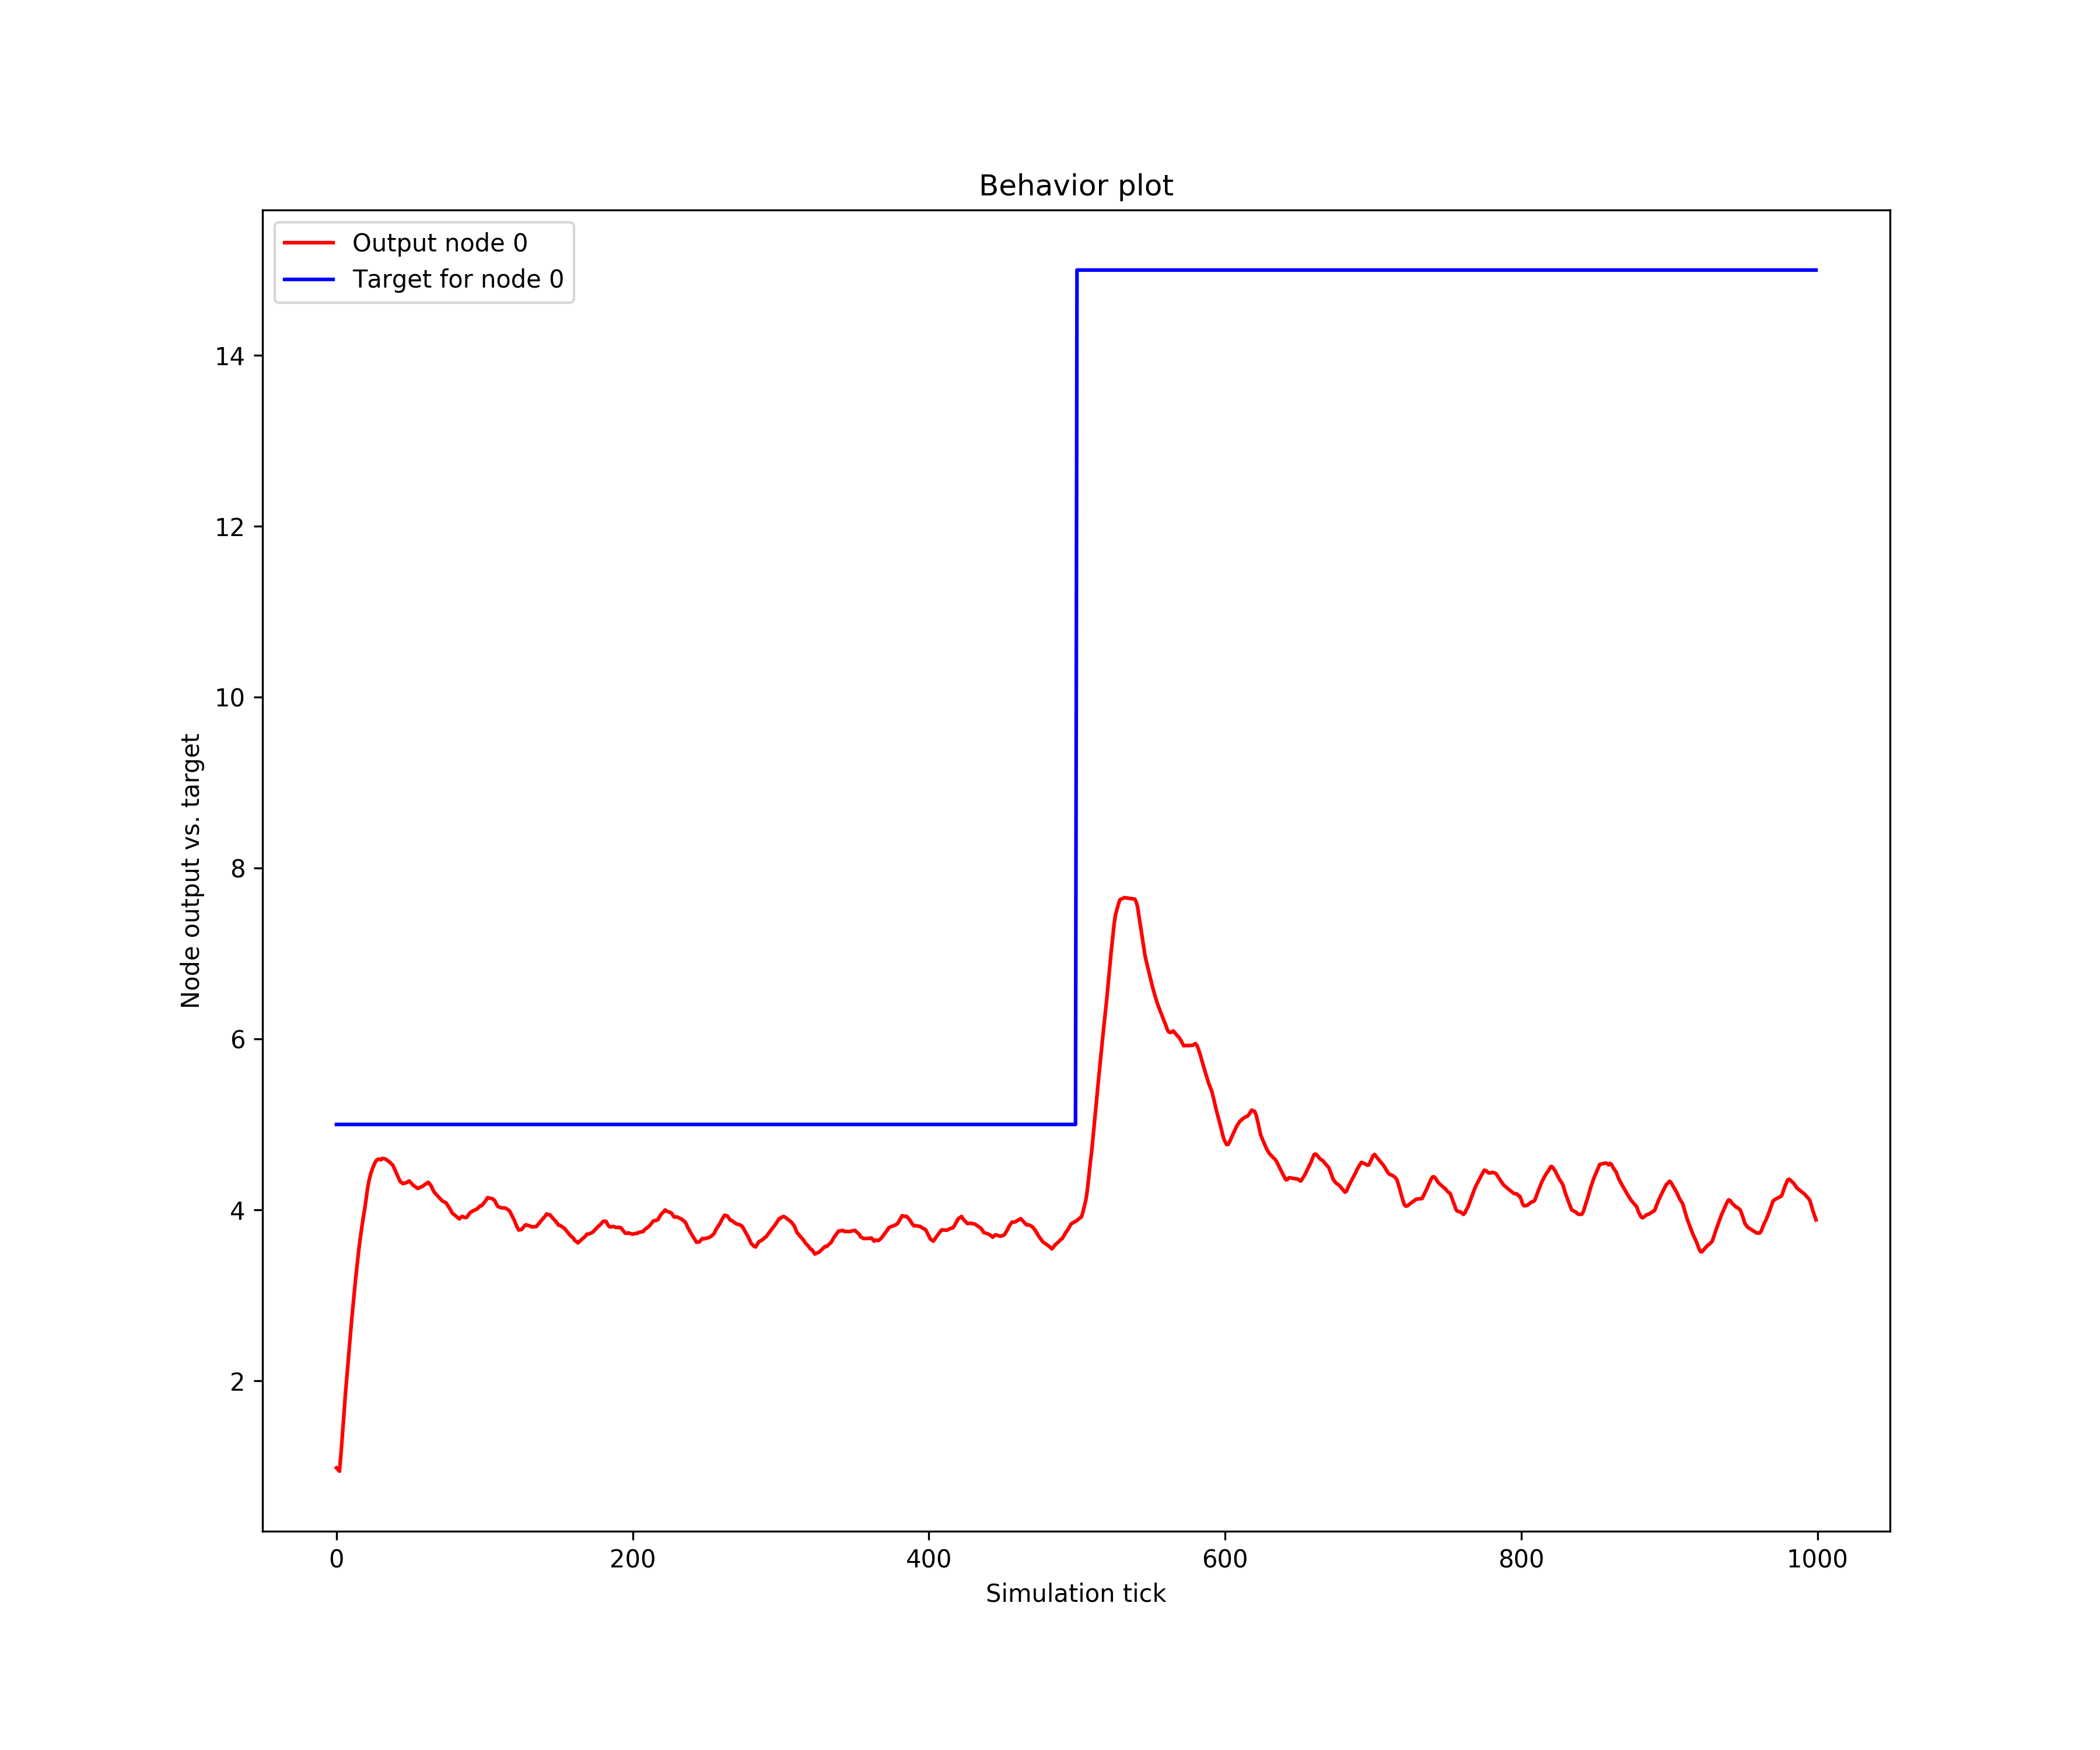 Behavior plot
Output node 0
Target for node 0
14
12
10
8
6
4
2
Node output vs. target
0 200 400 600 800 1000
Simulation tick